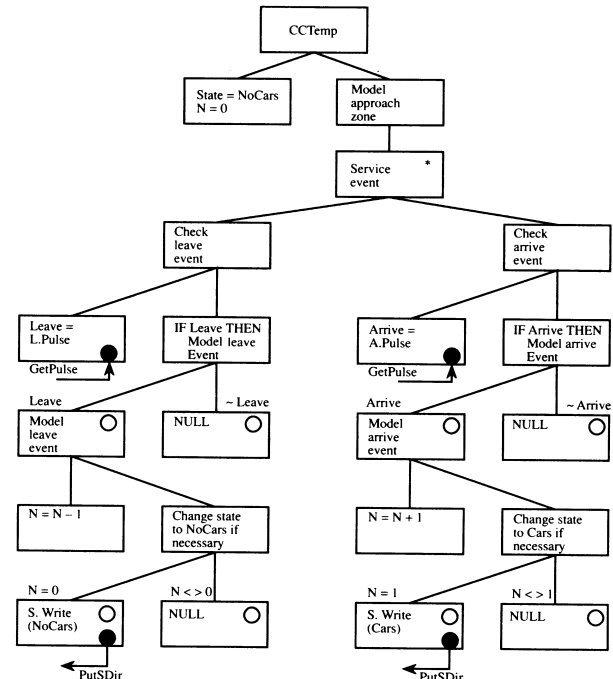 CCTemp
State = NoCars
N = 0
Model
approach
zone
Service *
event
Check
leave
event
Check
arrive
event
Leave =
L.Pulse
GetPulse
IF Leave THEN
Model leave
Event
Arrive =
A.Pulse
GetPulse
IF Arrive THEN
Model arrive
Event
Leave
Model
leave
event
~ Leave
NULL
Arrive
Model
arrive
event
~ Arrive
NULL
N = N – 1
Change state
to NoCars if
necessary
N = N + 1
Change state
to Cars if
necessary
N = 0
S. Write
(NoCars)
PutSDir
N < > 0
NULL
N = 1
S. Write
(Cars)
PutSDir
N < > 1
NULL